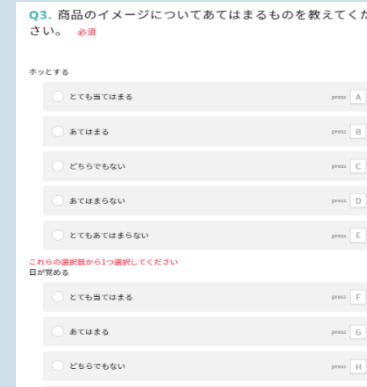 Q3. 商品のイメージについてあてはまるものを教えてくだ
さい。 必須
ホッとする
とても当てはまる press A
あてはまる press B
どちらでもない press C
あてはまらない press D
とてもあてはまらない press E
これらの選択肢から1つ選択してください
目が覚める
とても当てはまる press F
あてはまる press G
どちらでもない press H